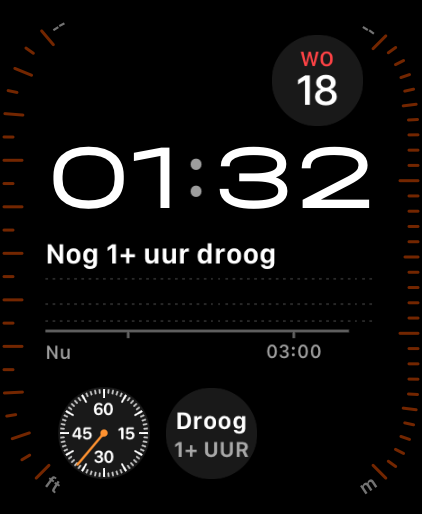 --
--
WO
18
01:32
Nog 1+ uur droog
Nu
03:00
60
45
15
30
Droog
1+ UUR
ft
m